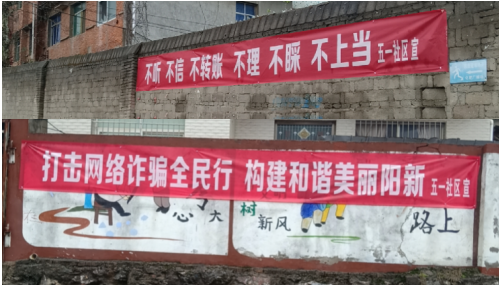 不听 不信 不转账 不理 不睬 不上当 五一社区宣
打击网络诈骗全民行 构建和谐美丽阳新 五一社区宣
大
树
新风
路上